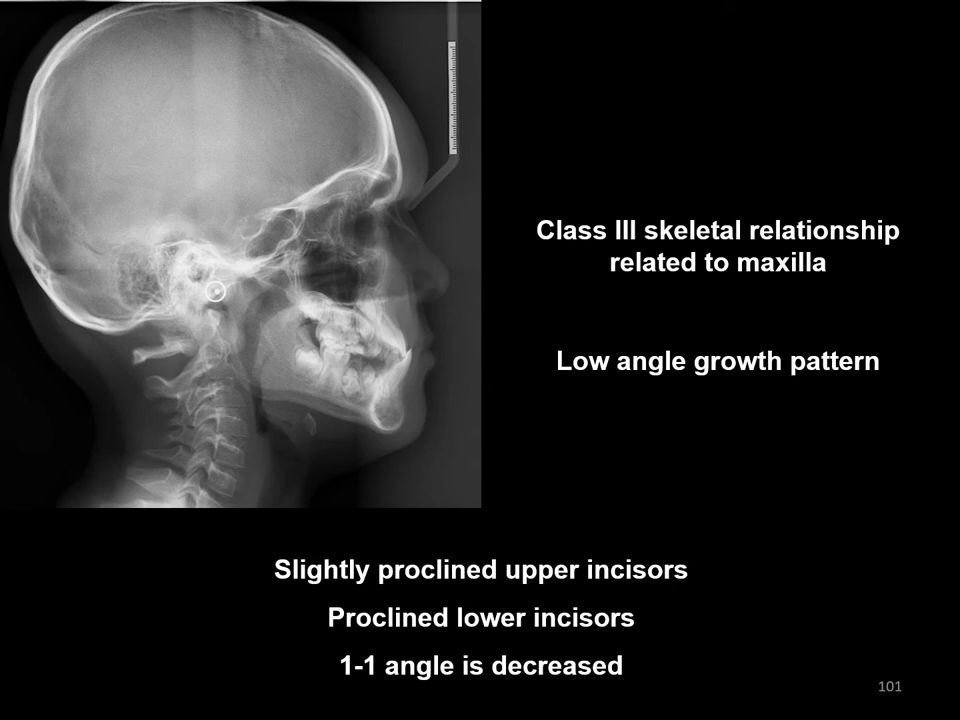 Class III skeletal relationship
related to maxilla
Low angle growth pattern
Slightly proclined upper incisors
Proclined lower incisors
1-1 angle is decreased
101